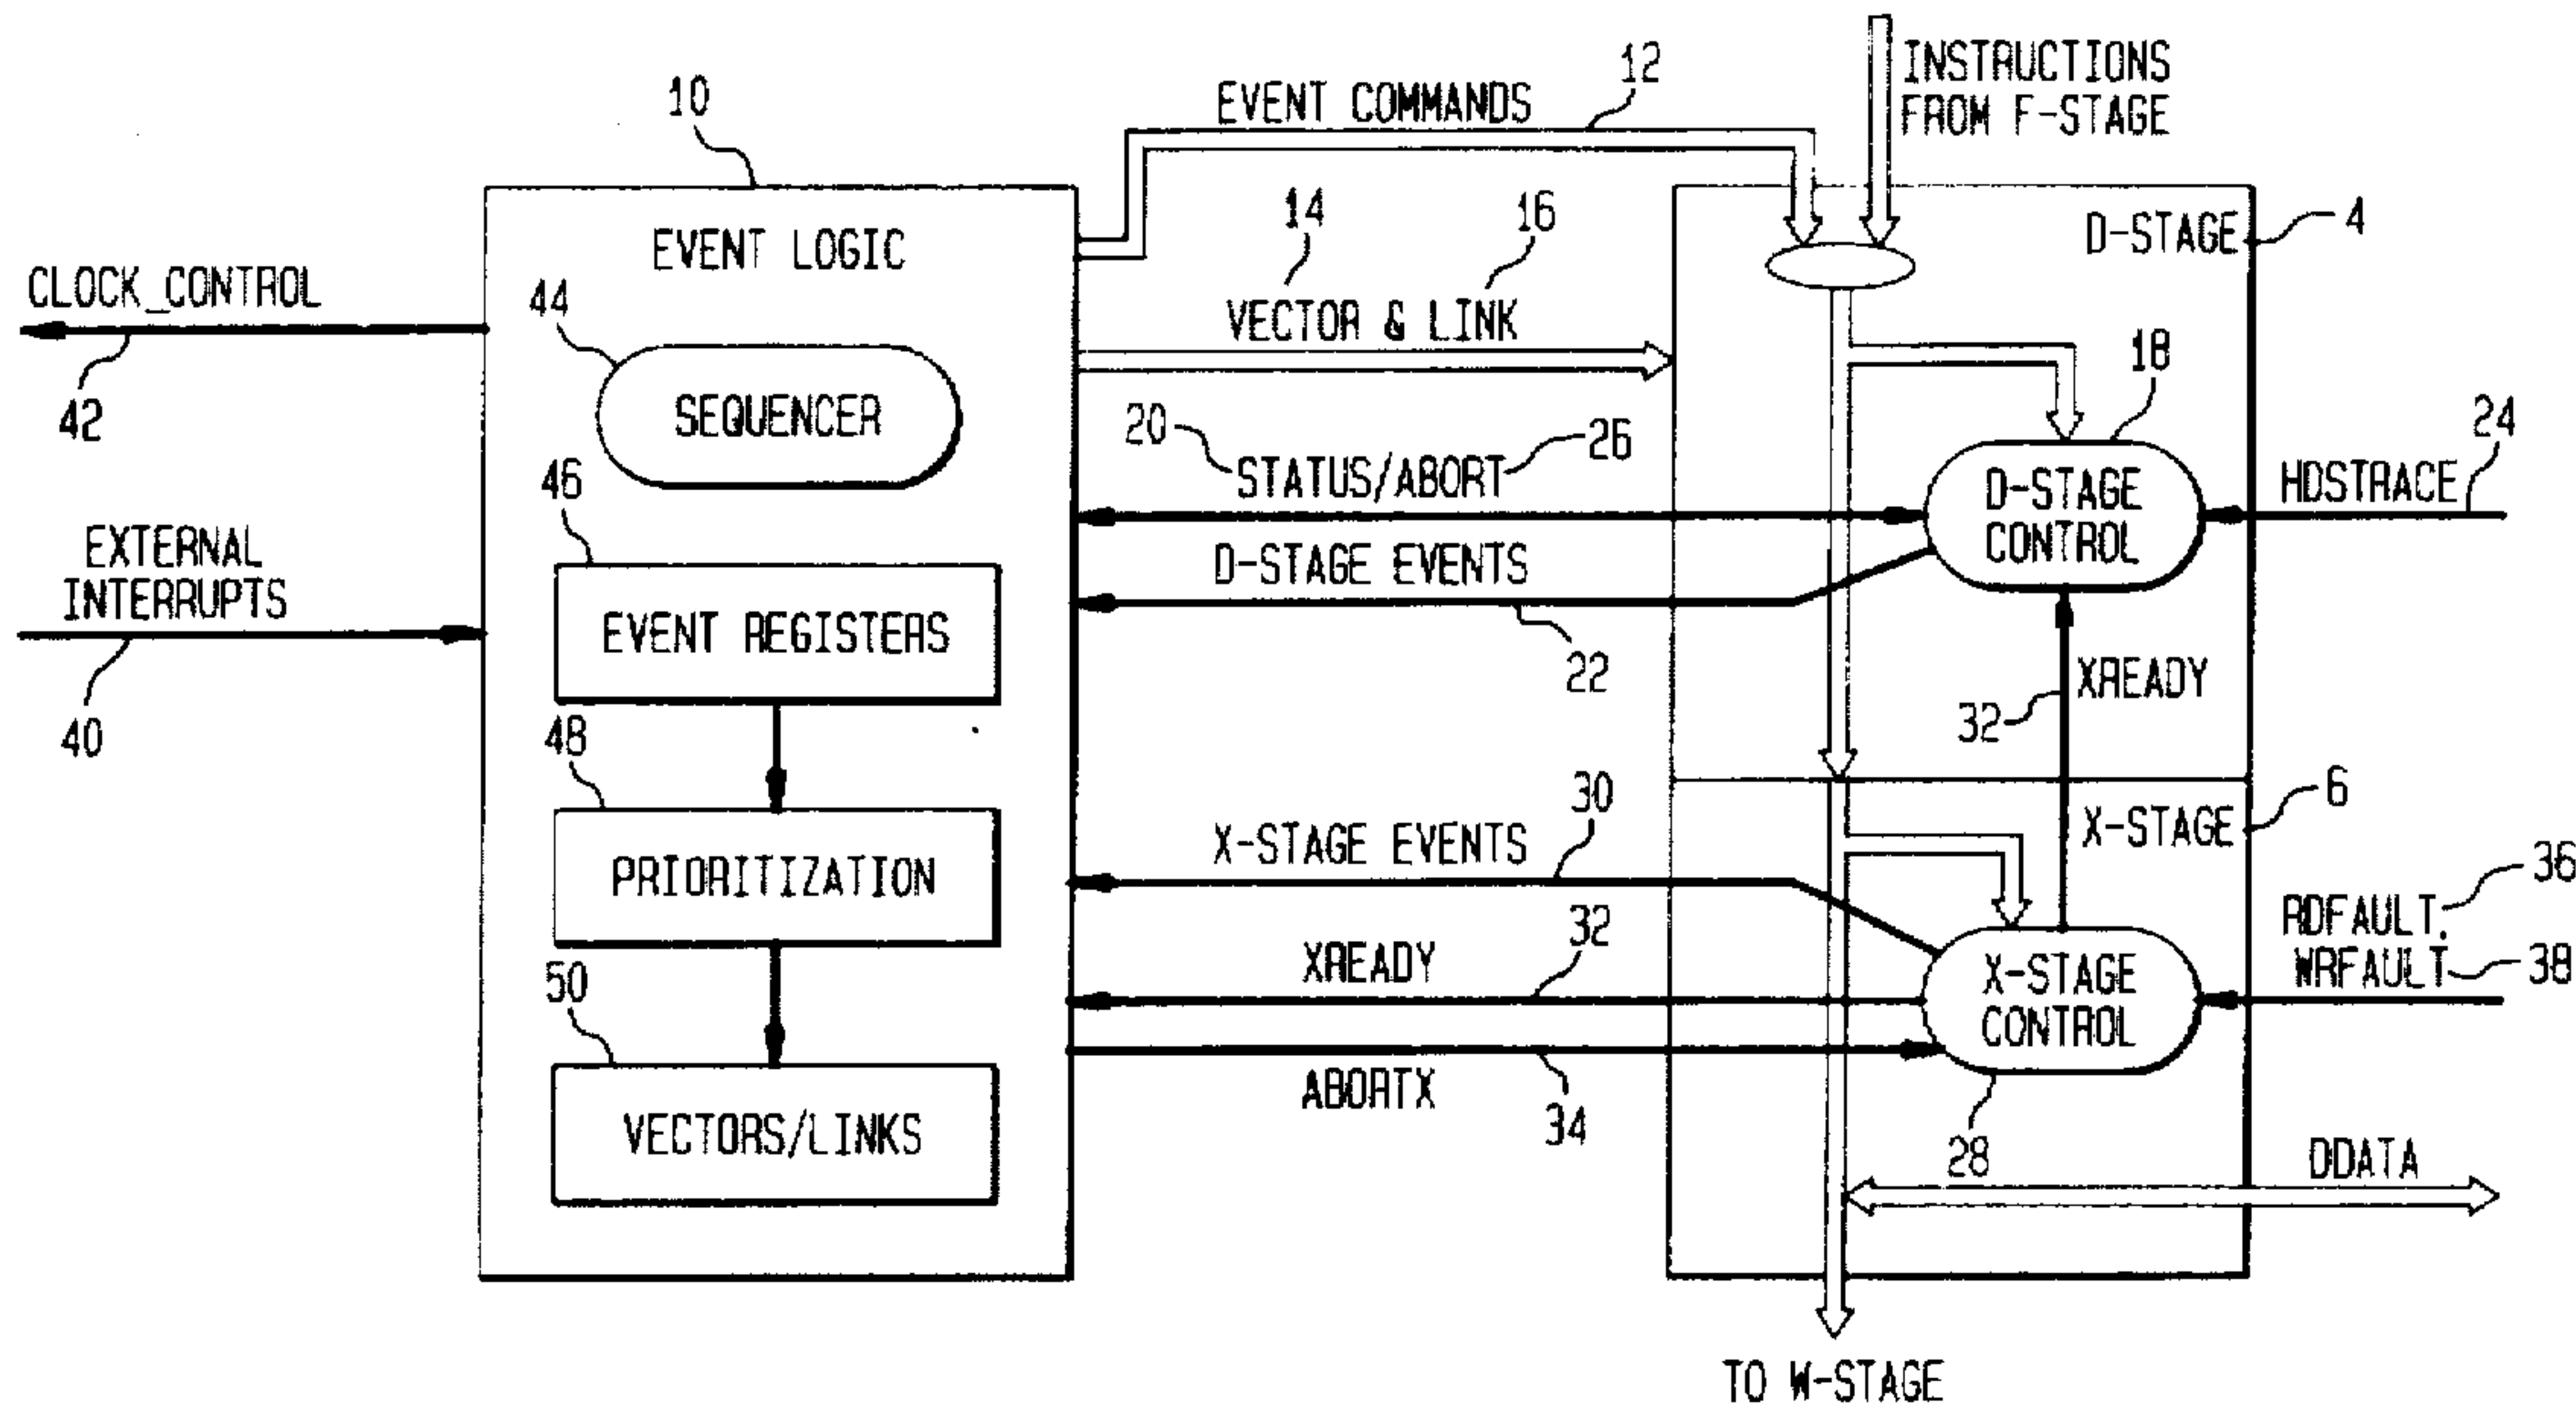 12
INSTRUCTIONS
FROM F-STAGE
10
EVENT COMMANDS
EVENT LOGIC
14
16
D-STAGE
4
CLOCK_CONTROL
44
VECTOR & LINK
18
42
SEQUENCER
20
STATUS/ABORT
26
24
HDSTRACE
D-STAGE
CONTROL
46
EXTERNAL
INTERRUPTS
D-STAGE EVENTS
EVENT REGISTERS
22
XREADY
32
40
48
30
X-STAGE
6
X-STAGE EVENTS
PRIORITIZATION
36
RDFAULT,
WRFAULT
38
32
XREADY
X-STAGE
CONTROL
50
ABORTX
34
VECTORS/LINKS
28
DDATA
TO W-STAGE